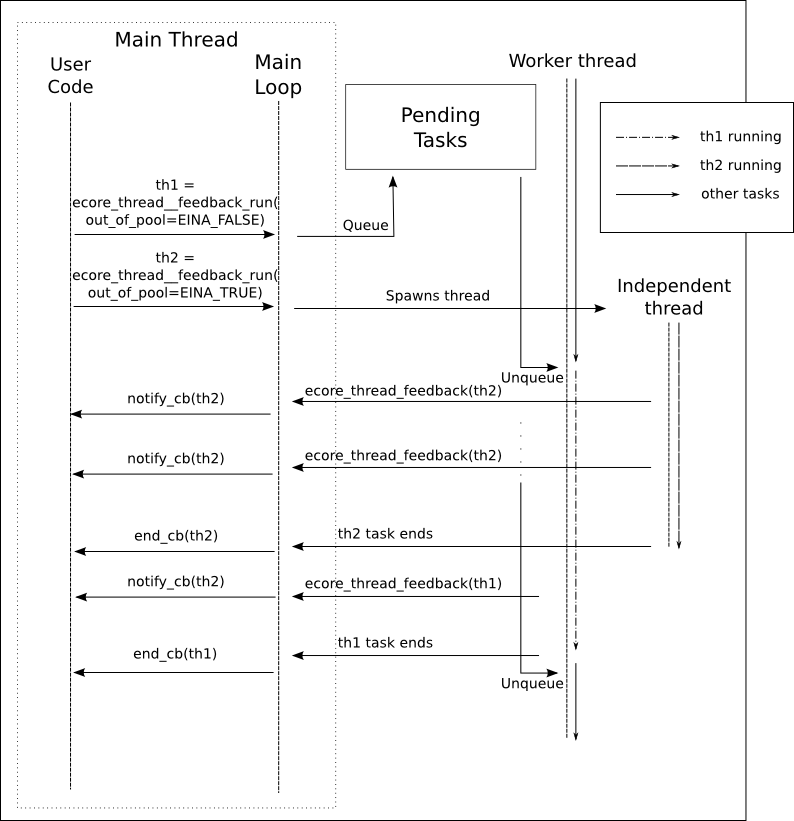 Main Thread
User
Code
Main
Loop
Pending
Tasks
Worker thread
th1 running
th2 running
other tasks
th1 =
ecore_thread__feedback_run(
out_of_pool=EINA_FALSE)
Queue
th2 =
ecore_thread__feedback_run(
out_of_pool=EINA_TRUE)
Spawns thread
Independent
thread
Unqueue
notify_cb(th2)
ecore_thread_feedback(th2)
notify_cb(th2)
ecore_thread_feedback(th2)
end_cb(th2)
th2 task ends
notify_cb(th2)
ecore_thread_feedback(th1)
end_cb(th1)
th1 task ends
Unqueue